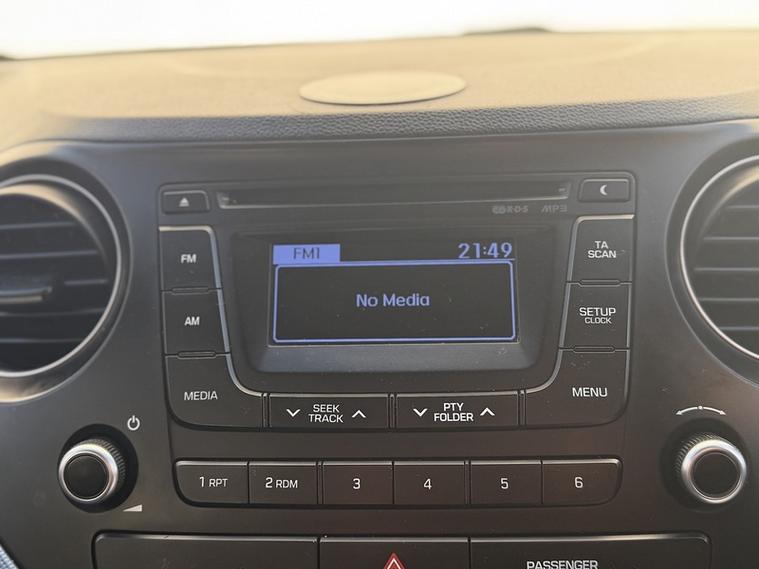 R·D·S MP3
FM
TA
SCAN
FM1 21:49
No Media
AM
SETUP
CLOCK
MEDIA
SEEK
TRACK
PTY
FOLDER
MENU
1 RPT
2 RDM
3
4
5
6
PASSENGER